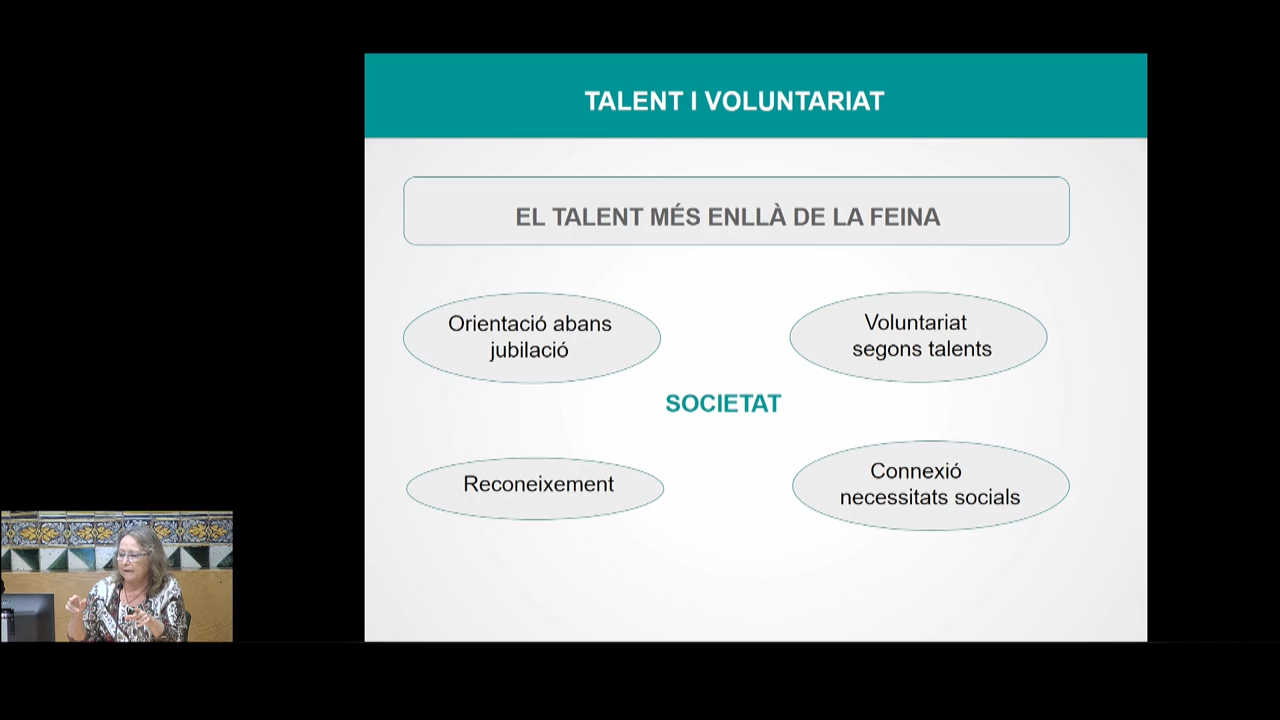 TALENT I VOLUNTARIAT
EL TALENT MÉS ENLLÀ DE LA FEINA
Orientació abans
jubilació
Voluntariat
segons talents
SOCIETAT
Reconeixement
Connexió
necessitats socials